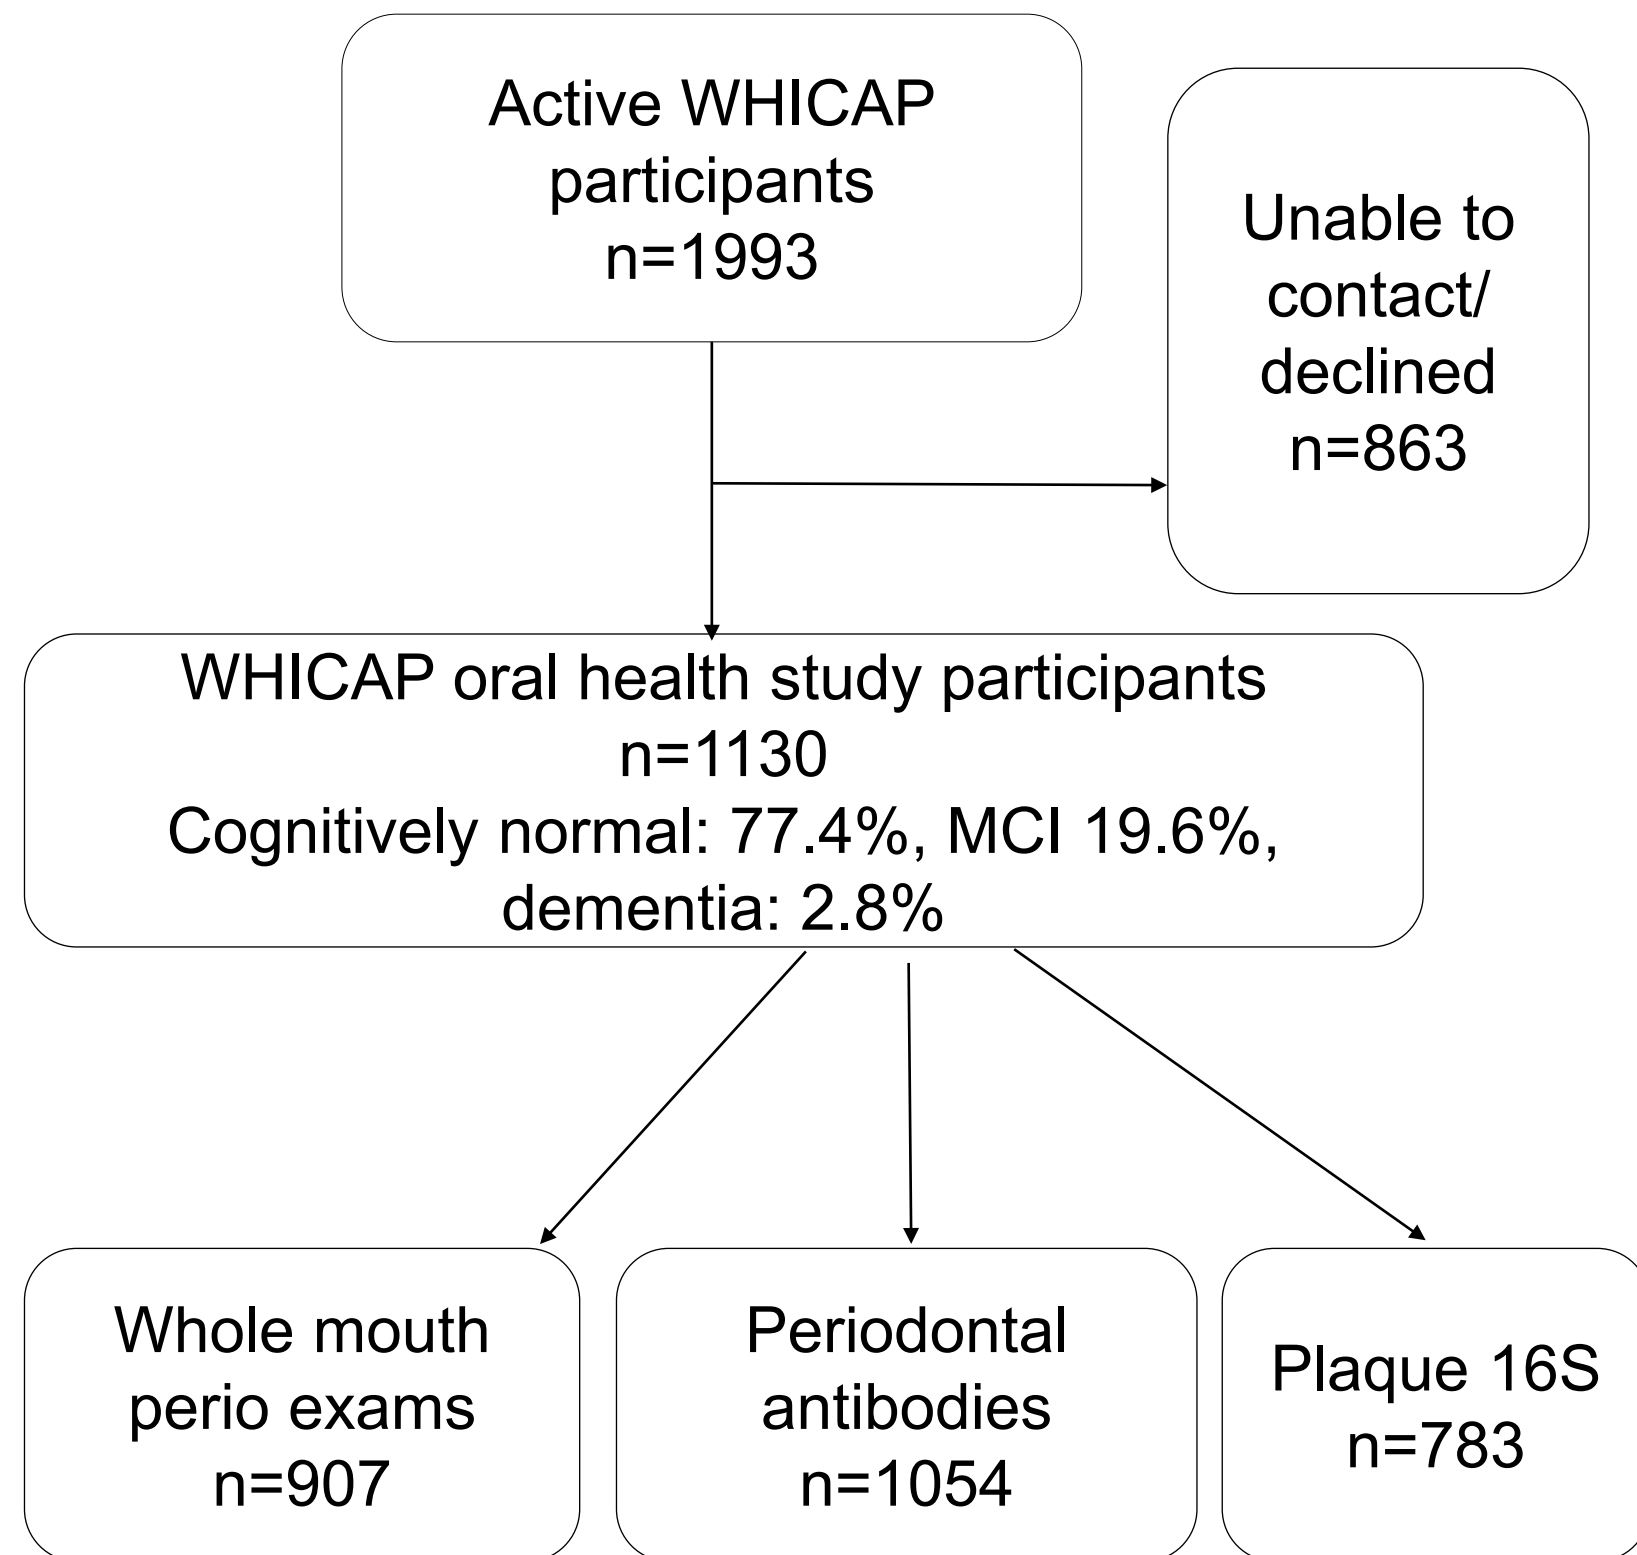 Active WHICAP
participants
n=1993
Unable to
contact/
declined
n=863
WHICAP oral health study participants
n=1130
Cognitively normal: 77.4%, MCI 19.6%,
dementia: 2.8%
Whole mouth
perio exams
n=907
Periodontal
antibodies
n=1054
Plaque 16S
n=783